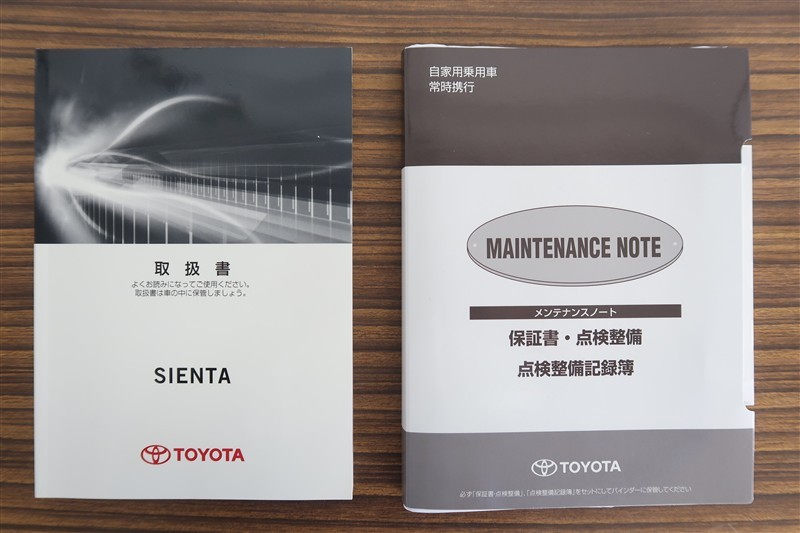 取扱書
よくお読みになってご使用ください。
取扱書は車の中に保管しましょう。
SIENTA
TOYOTA
自家用乗用車
常時携行
MAINTENANCE NOTE
メンテナンスノート
保証書・点検整備
点検整備記録簿
TOYOTA
必ず「保証書・点検整備」、「点検整備記録簿」をセットにしてバインダーに保管してください